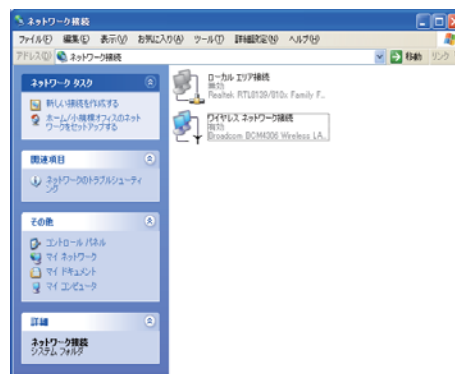 ネットワーク接続
ファイル(F) 編集(E) 表示(V) お気に入り(A) ツール(T) 詳細設定(N) ヘルプ(H)
アドレス(D) ネットワーク接続 移動 リンク
ネットワーク タスク
新しい接続を作成する
ホーム/小規模オフィスのネット
ワークをセットアップする
関連項目
ネットワークのトラブルシューティ
ング
その他
コントロール パネル
マイ ネットワーク
マイ ドキュメント
マイ コンピュータ
詳細
ネットワーク接続
システム フォルダ
ローカル エリア接続
無効
Realtek RTL8139/810x Family F...
ワイヤレス ネットワーク接続
有効
Broadcom BCM4306 Wireless LA...